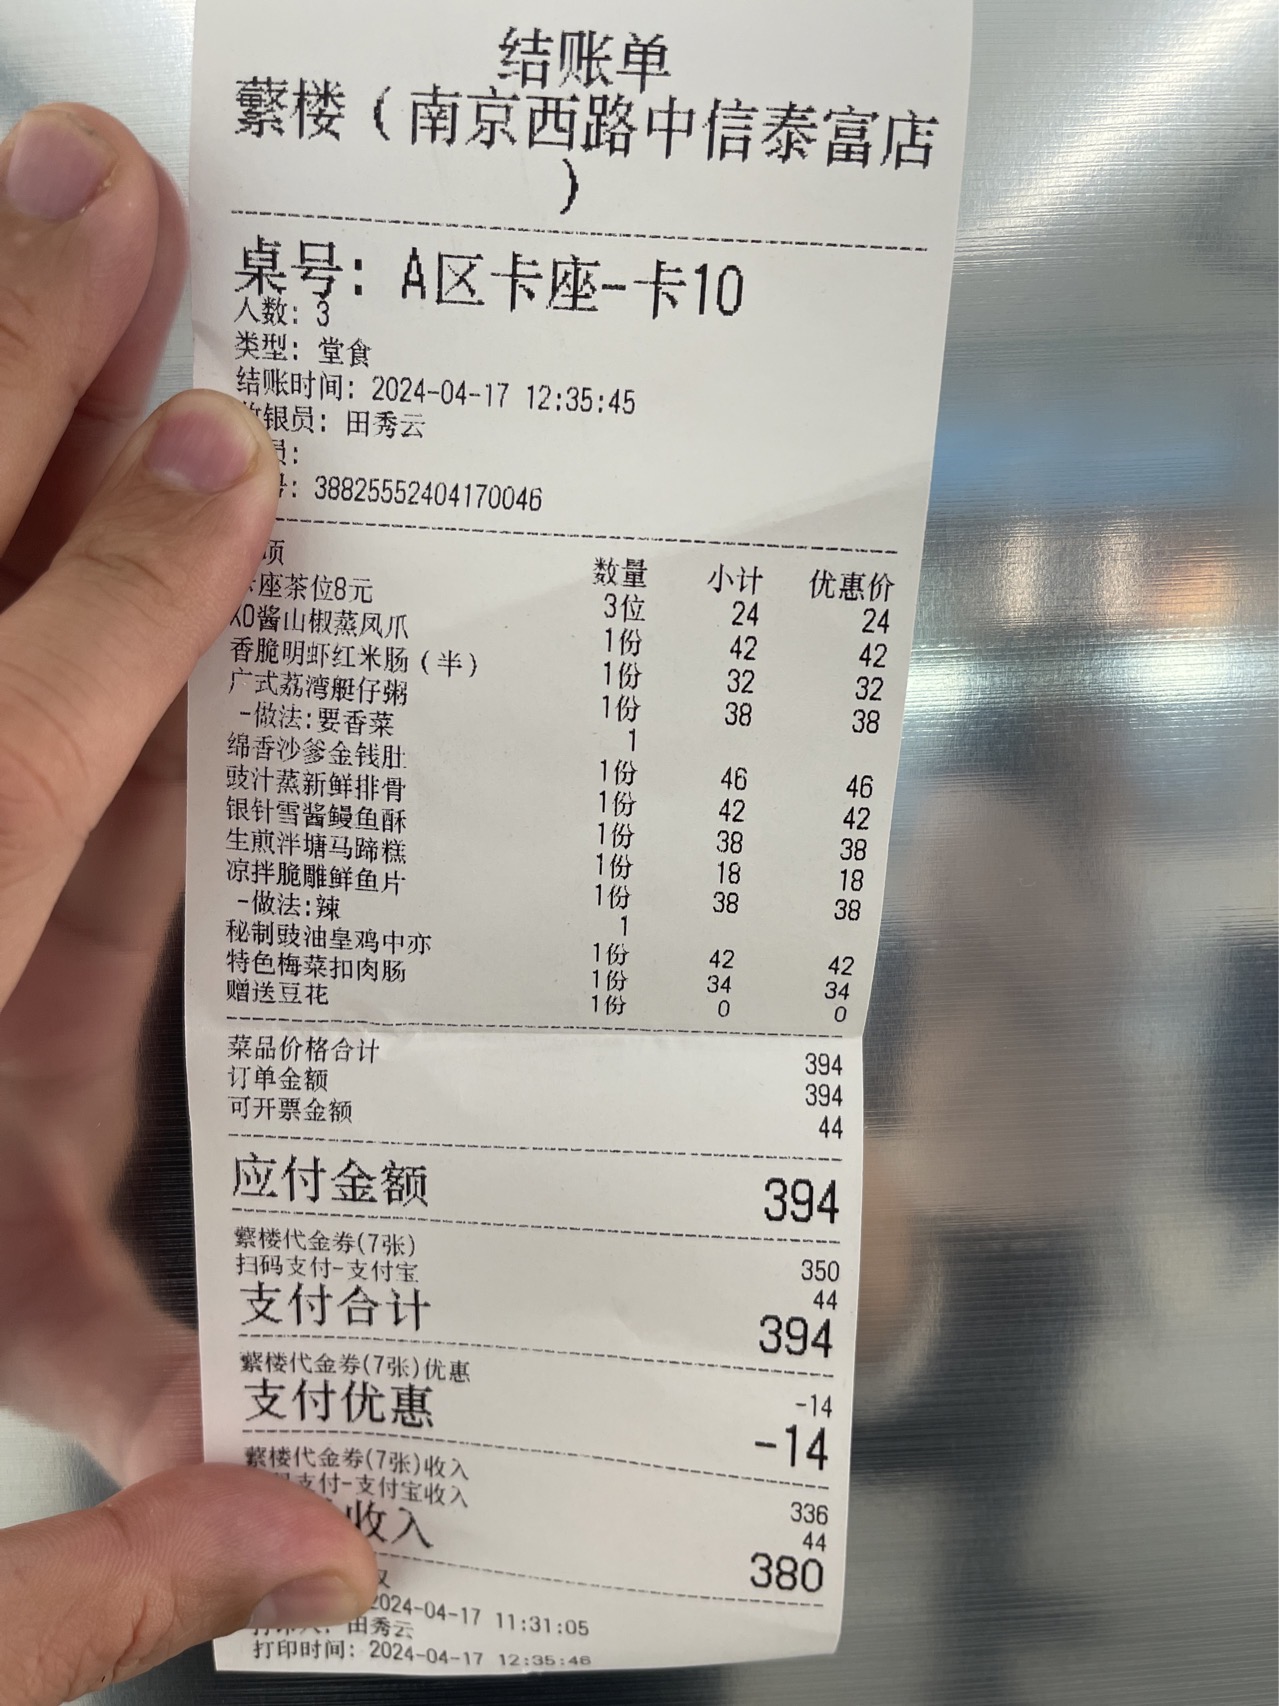 结账单
蘩楼（南京西路中信泰富店
）
桌号: A区卡座-卡10
人数: 3
类型: 堂食
结账时间: 2024-04-17 12:35:45
银员: 田秀云
员:
: 38825552404170046
项 数量 小计 优惠价
座茶位8元 3位 24 24
XO酱山椒蒸凤爪 1份 42 42
香脆明虾红米肠（半） 1份 32 32
广式荔湾艇仔粥 1份 38 38
-做法:要香菜 1
绵香沙爹金钱肚 1份 46 46
豉汁蒸新鲜排骨 1份 42 42
银针雪酱鳗鱼酥 1份 38 38
生煎泮塘马蹄糕 1份 18 18
凉拌脆雕鲜鱼片 1份 38 38
-做法:辣 1
秘制豉油皇鸡中亦 1份 42 42
特色梅菜扣肉肠 1份 34 34
赠送豆花 1份 0 0
菜品价格合计 394
订单金额 394
可开票金额 44
应付金额 394
蘩楼代金券(7张) 350
扫码支付-支付宝 44
支付合计 394
蘩楼代金券(7张)优惠 -14
支付优惠 -14
蘩楼代金券(7张)收入 336
支付-支付宝收入 44
收入 380
2024-04-17 11:31:05
打印人: 田秀云
打印时间: 2024-04-17 12:35:46